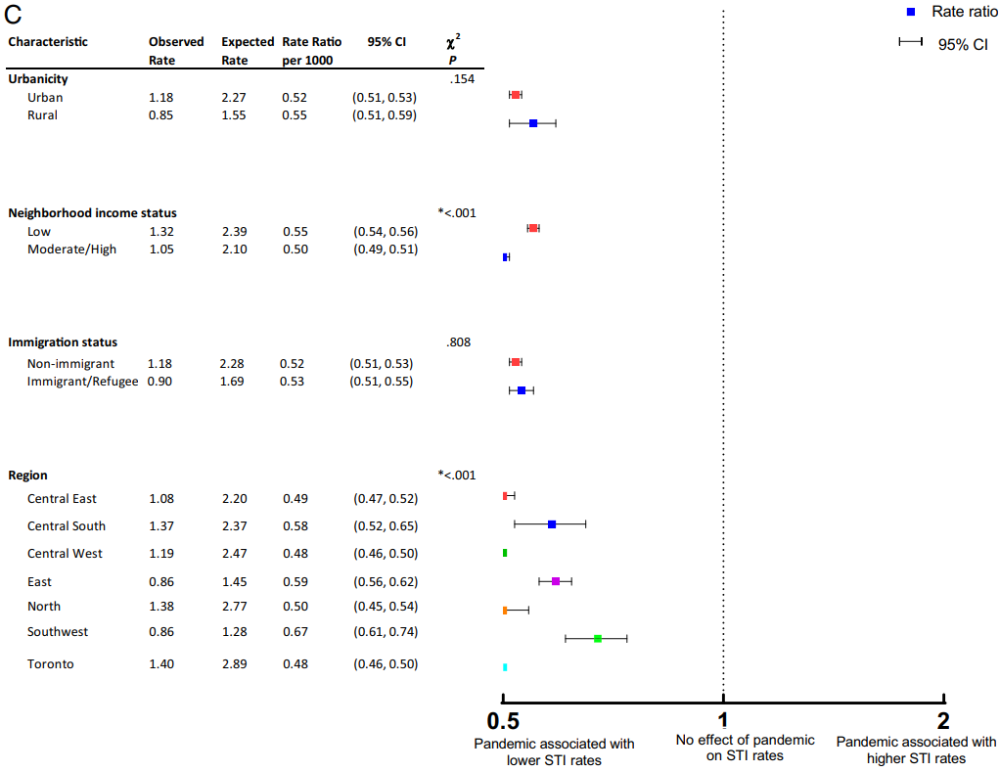 C
Rate ratio
95% CI
Characteristic Observed Expected Rate Ratio 95% CI χ²
Rate Rate per 1000 P
Urbanicity .154
Urban 1.18 2.27 0.52 (0.51, 0.53)
Rural 0.85 1.55 0.55 (0.51, 0.59)
Neighborhood income status *<.001
Low 1.32 2.39 0.55 (0.54, 0.56)
Moderate/High 1.05 2.10 0.50 (0.49, 0.51)
Immigration status .808
Non-immigrant 1.18 2.28 0.52 (0.51, 0.53)
Immigrant/Refugee 0.90 1.69 0.53 (0.51, 0.55)
Region *<.001
Central East 1.08 2.20 0.49 (0.47, 0.52)
Central South 1.37 2.37 0.58 (0.52, 0.65)
Central West 1.19 2.47 0.48 (0.46, 0.50)
East 0.86 1.45 0.59 (0.56, 0.62)
North 1.38 2.77 0.50 (0.45, 0.54)
Southwest 0.86 1.28 0.67 (0.61, 0.74)
Toronto 1.40 2.89 0.48 (0.46, 0.50)
0.5 1 2
Pandemic associated with No effect of pandemic Pandemic associated with
lower STI rates on STI rates higher STI rates